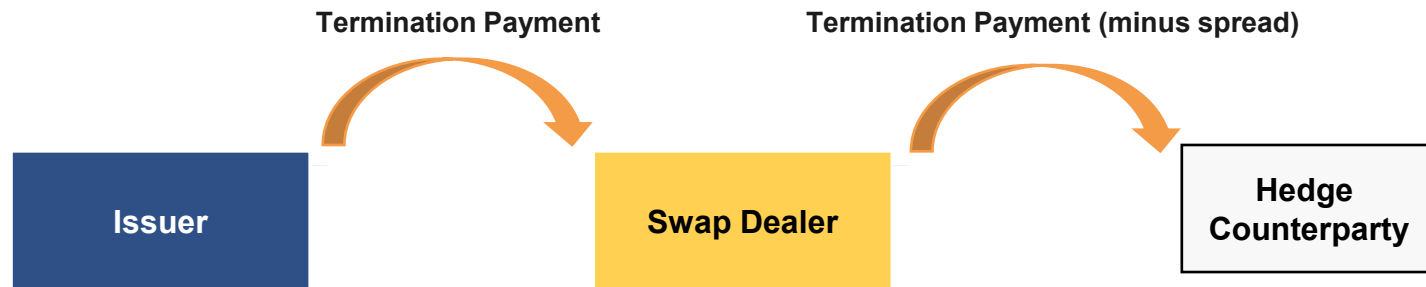 Termination Payment
Termination Payment (minus spread)
Issuer
Swap Dealer
Hedge
Counterparty